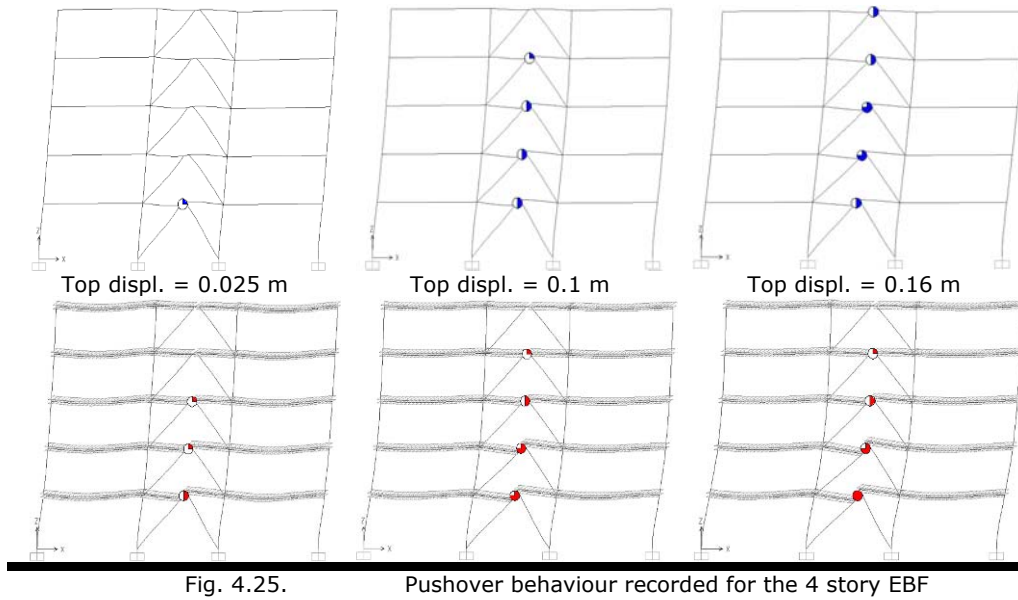 Z
X
Top displ. = 0.025 m
Z
X
Top displ. = 0.1 m
Z
X
Top displ. = 0.16 m
Z
X
Z
X
Z
X
Fig. 4.25. Pushover behaviour recorded for the 4 story EBF